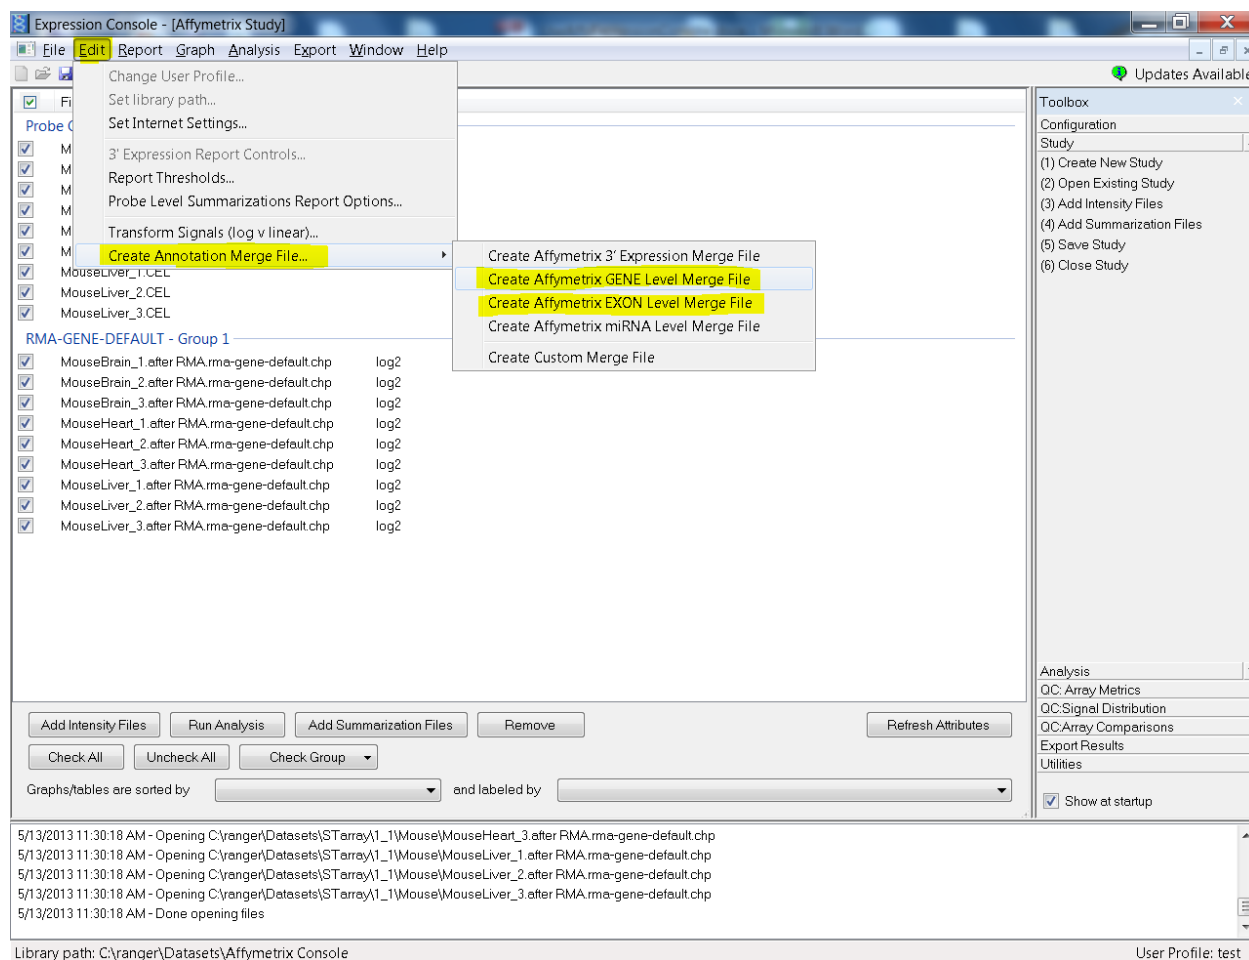 Expression Console - [Affymetrix Study]
File Edit Report Graph Analysis Export Window Help
Updates Available
Change User Profile...
Set library path...
Set Internet Settings...
3' Expression Report Controls...
Report Thresholds...
Probe Level Summarizations Report Options...
Transform Signals (log v linear)...
Create Annotation Merge File...
Create Affymetrix 3' Expression Merge File
Create Affymetrix GENE Level Merge File
Create Affymetrix EXON Level Merge File
Create Affymetrix miRNA Level Merge File
Create Custom Merge File
Fi
Probe C
M
M
M
M
M
M
MouseLiver_1.CEL
MouseLiver_2.CEL
MouseLiver_3.CEL
RMA-GENE-DEFAULT - Group 1
MouseBrain_1.after RMA.rma-gene-default.chp log2
MouseBrain_2.after RMA.rma-gene-default.chp log2
MouseBrain_3.after RMA.rma-gene-default.chp log2
MouseHeart_1.after RMA.rma-gene-default.chp log2
MouseHeart_2.after RMA.rma-gene-default.chp log2
MouseHeart_3.after RMA.rma-gene-default.chp log2
MouseLiver_1.after RMA.rma-gene-default.chp log2
MouseLiver_2.after RMA.rma-gene-default.chp log2
MouseLiver_3.after RMA.rma-gene-default.chp log2
Toolbox
Configuration
Study
(1) Create New Study
(2) Open Existing Study
(3) Add Intensity Files
(4) Add Summarization Files
(5) Save Study
(6) Close Study
Analysis
QC: Array Metrics
QC:Signal Distribution
QC:Array Comparisons
Export Results
Utilities
Show at startup
Add Intensity Files Run Analysis Add Summarization Files Remove Refresh Attributes
Check All Uncheck All Check Group
Graphs/tables are sorted by and labeled by
5/13/2013 11:30:18 AM - Opening C:\ranger\Datasets\STarray\1_1\Mouse\MouseHeart_3.after RMA.rma-gene-default.chp
5/13/2013 11:30:18 AM - Opening C:\ranger\Datasets\STarray\1_1\Mouse\MouseLiver_1.after RMA.rma-gene-default.chp
5/13/2013 11:30:18 AM - Opening C:\ranger\Datasets\STarray\1_1\Mouse\MouseLiver_2.after RMA.rma-gene-default.chp
5/13/2013 11:30:18 AM - Opening C:\ranger\Datasets\STarray\1_1\Mouse\MouseLiver_3.after RMA.rma-gene-default.chp
5/13/2013 11:30:18 AM - Done opening files
Library path: C:\ranger\Datasets\Affymetrix Console User Profile: test